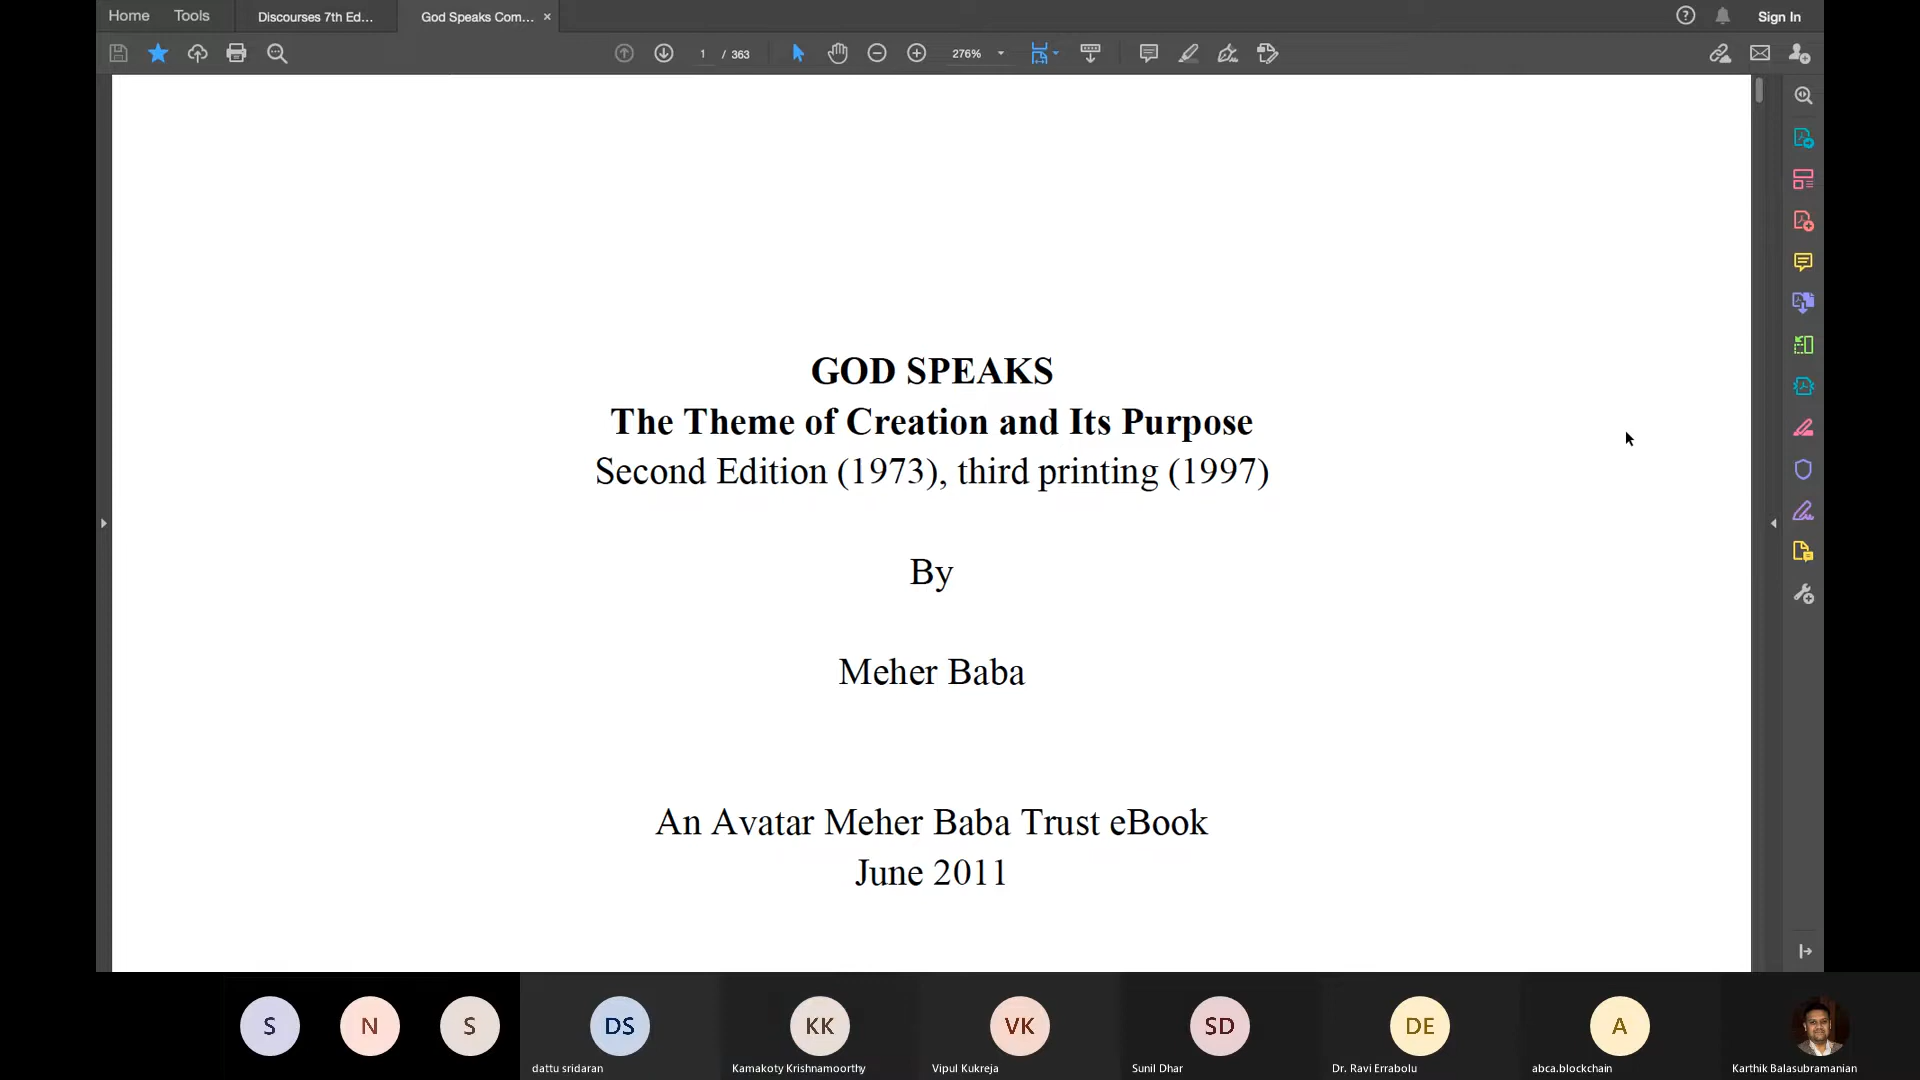 Home Tools Discourses 7th Ed... God Speaks Com... × Sign In
1 / 363 276%
GOD SPEAKS
The Theme of Creation and Its Purpose
Second Edition (1973), third printing (1997)
By
Meher Baba
An Avatar Meher Baba Trust eBook
June 2011
S N S DS KK VK SD DE A
dattu sridaran Kamakoty Krishnamoorthy Vipul Kukreja Sunil Dhar Dr. Ravi Errabolu abca.blockchain Karthik Balasubramanian